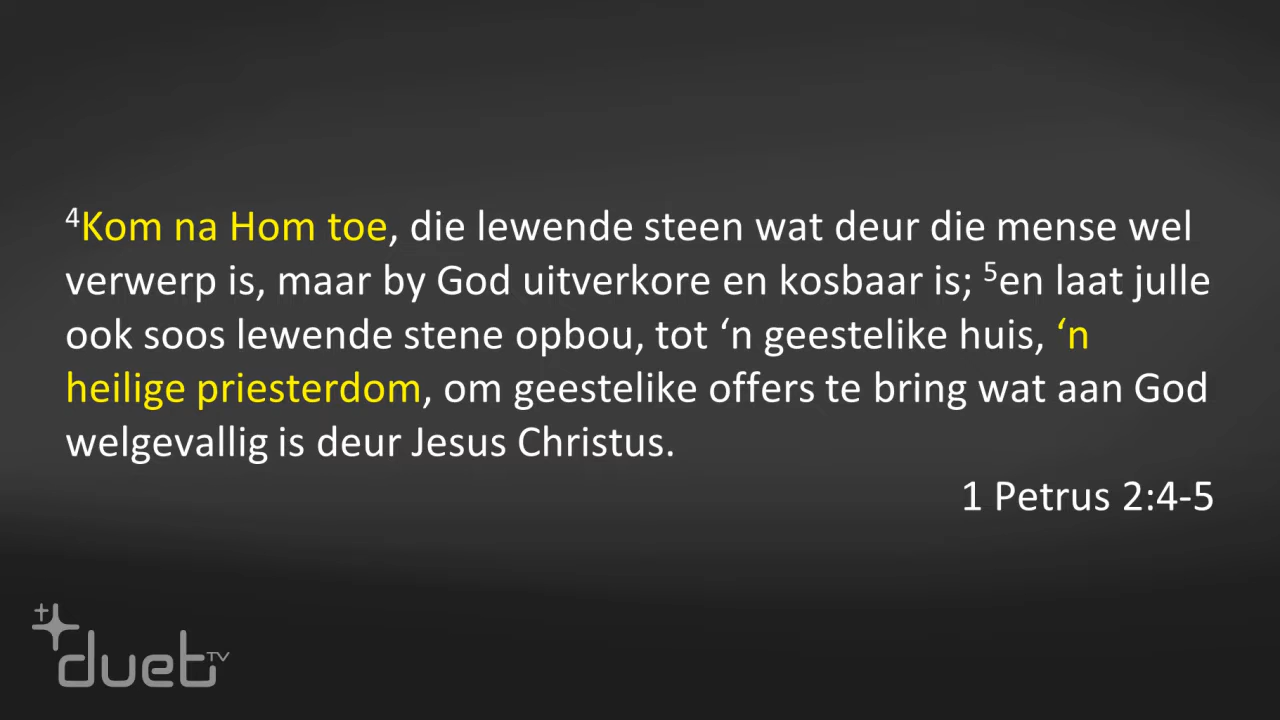 ⁴Kom na Hom toe, die lewende steen wat deur die mense wel
verwerp is, maar by God uitverkore en kosbaar is; ⁵en laat julle
ook soos lewende stene opbou, tot ‘n geestelike huis, ‘n
heilige priesterdom, om geestelike offers te bring wat aan God
welgevallig is deur Jesus Christus.
1 Petrus 2:4-5
duet TV